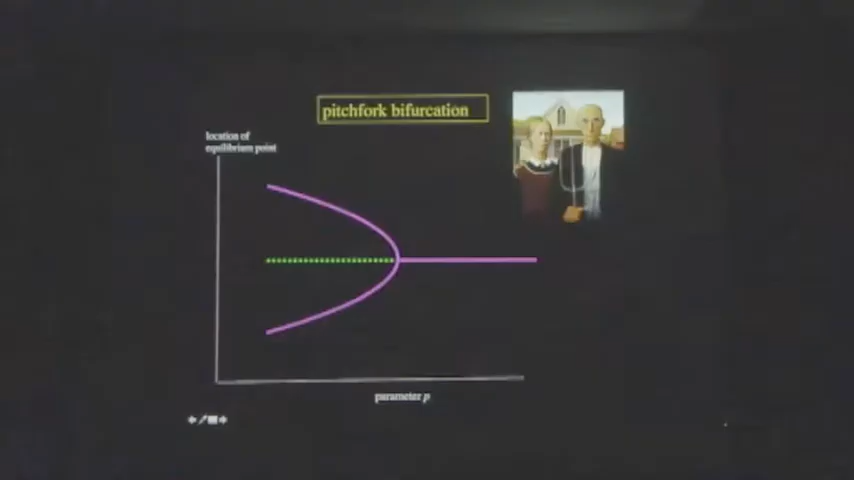 pitchfork bifurcation
location of
equilibrium point
parameter p